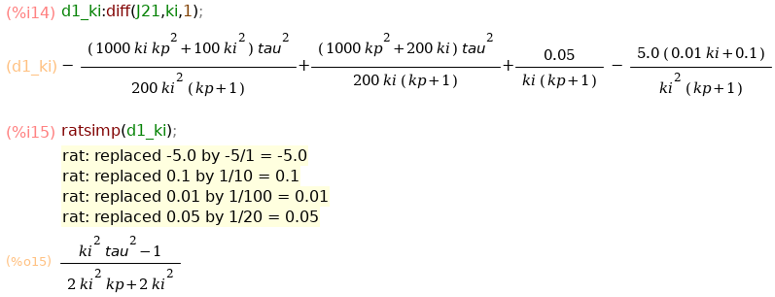 (%i14) d1_ki:diff(J21,ki,1);
(d1_ki) − (1000 ki kp^2+100 ki^2) tau^2 / 200 ki^2 (kp+1) + (1000 kp^2+200 ki) tau^2 / 200 ki (kp+1) + 0.05 / ki (kp+1) − 5.0 (0.01 ki+0.1) / ki^2 (kp+1)
(%i15) ratsimp(d1_ki);
rat: replaced -5.0 by -5/1 = -5.0
rat: replaced 0.1 by 1/10 = 0.1
rat: replaced 0.01 by 1/100 = 0.01
rat: replaced 0.05 by 1/20 = 0.05
(%o15) ki^2 tau^2−1 / 2 ki^2 kp+2 ki^2